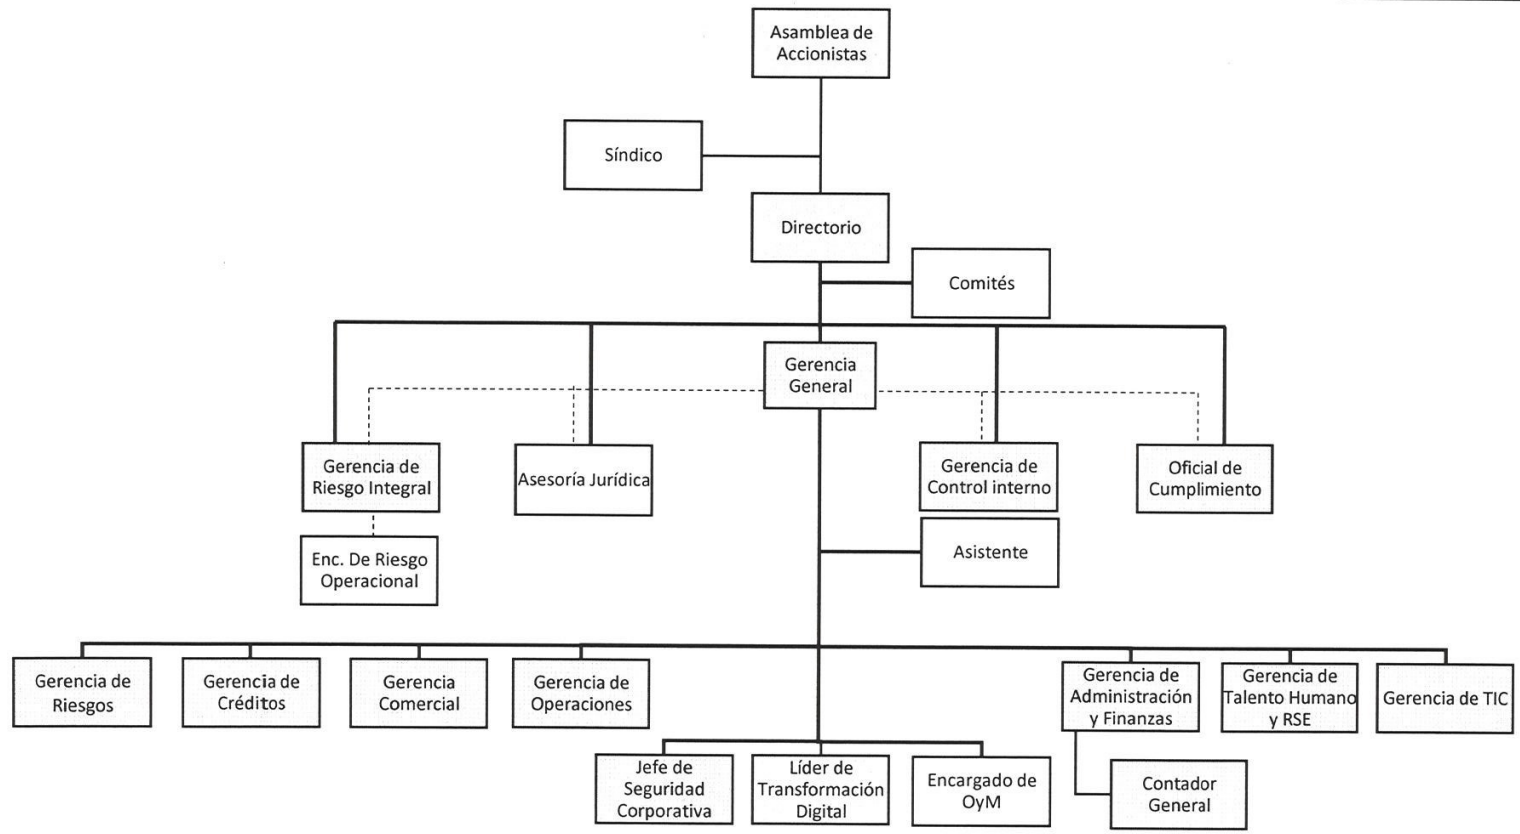 Asamblea de
Accionistas
Síndico
Directorio
Comités
Gerencia
General
Gerencia de
Riesgo Integral
Asesoría Jurídica
Gerencia de
Control interno
Oficial de
Cumplimiento
Enc. De Riesgo
Operacional
Asistente
Gerencia de
Riesgos
Gerencia de
Créditos
Gerencia
Comercial
Gerencia de
Operaciones
Gerencia de
Administración
y Finanzas
Gerencia de
Talento Humano
y RSE
Gerencia de TIC
Jefe de
Seguridad
Corporativa
Líder de
Transformación
Digital
Encargado de
OyM
Contador
General